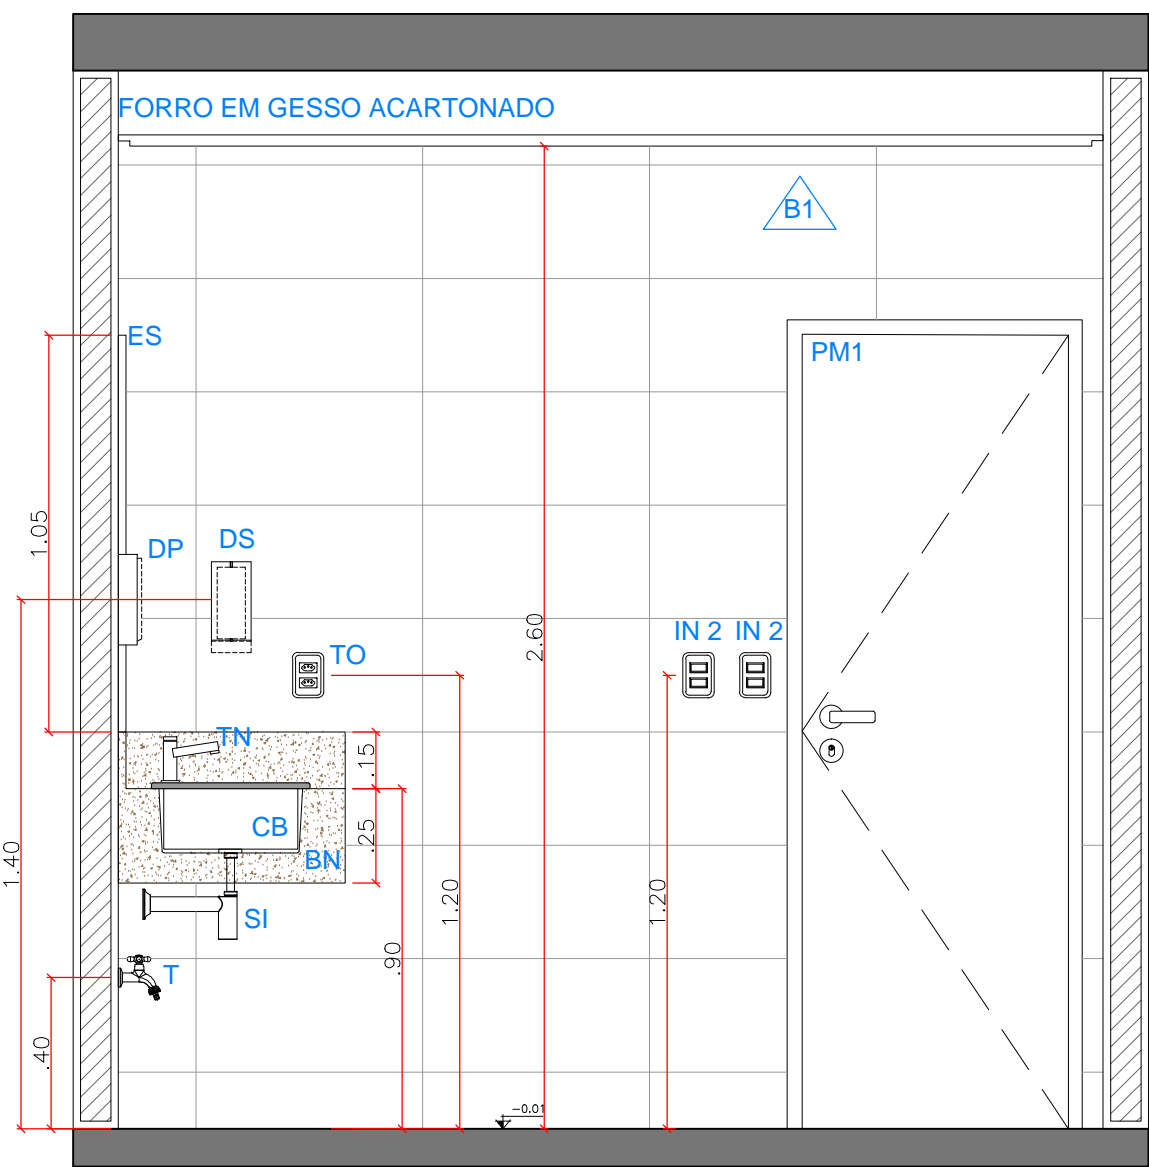 FORRO EM GESSO ACARTONADO
B1
ES
PM1
1.05
DP
DS
2.60
IN 2
IN 2
TO
TN
.15
CB
.25
BN
1.40
1.20
1.20
SI
.90
T
.40
-0.01